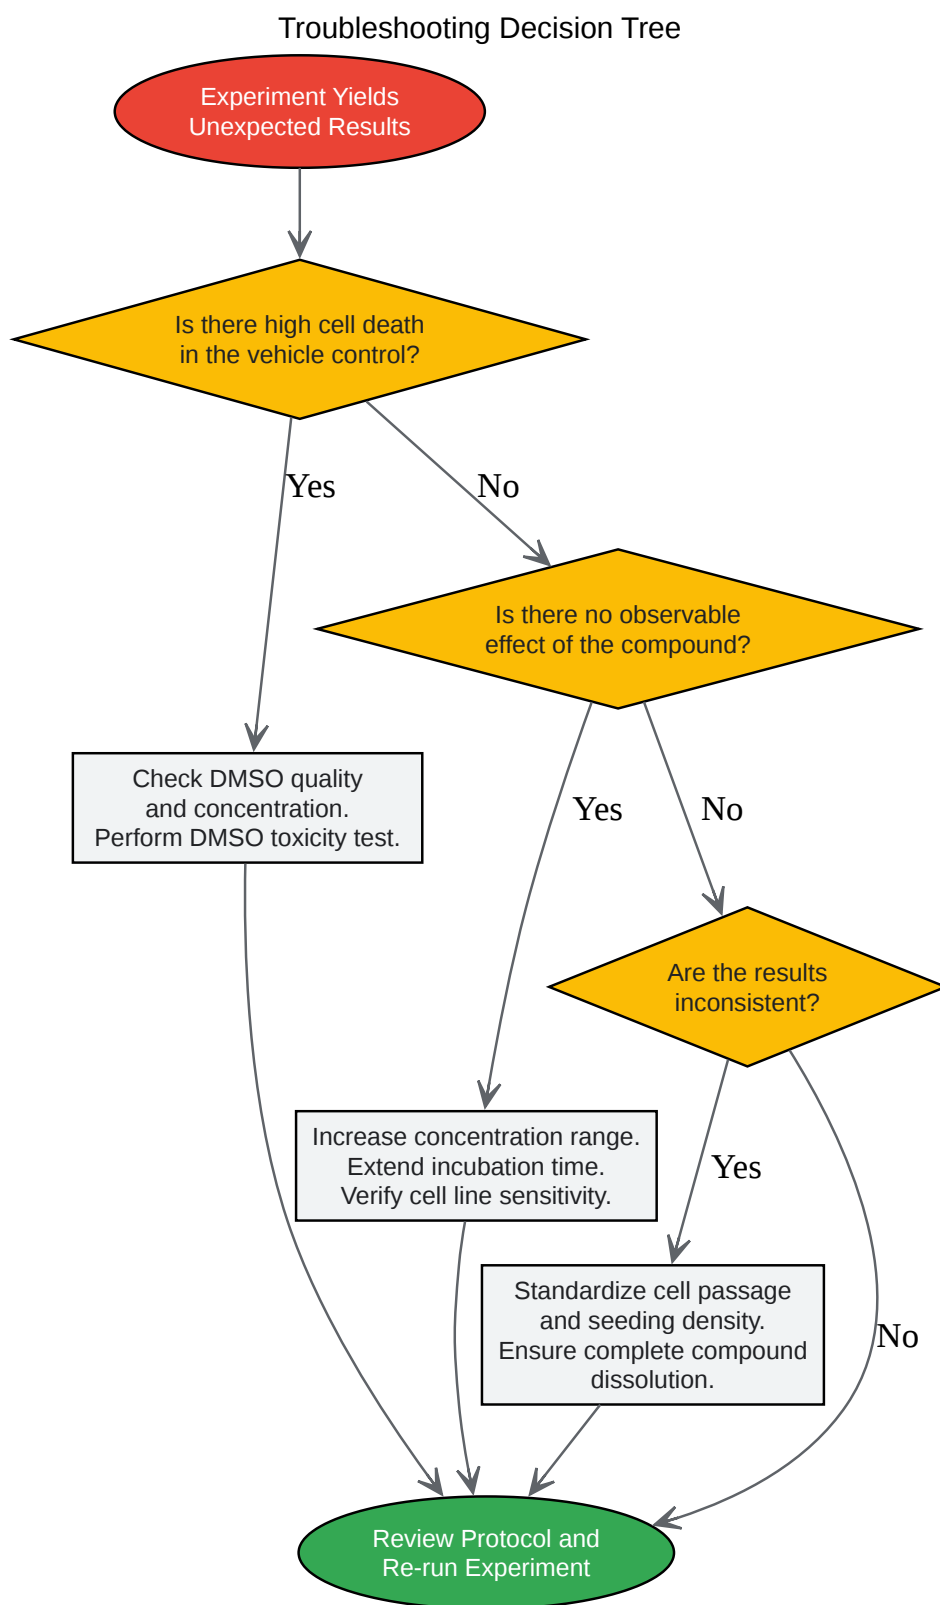 Troubleshooting Decision Tree
Experiment Yields
Unexpected Results
Is there high cell death
in the vehicle control?
Yes
No
Is there no observable
effect of the compound?
Check DMSO quality
and concentration.
Perform DMSO toxicity test.
Yes
No
Are the results
inconsistent?
Increase concentration range.
Extend incubation time.
Verify cell line sensitivity.
Yes
Standardize cell passage
and seeding density.
Ensure complete compound
dissolution.
No
Review Protocol and
Re-run Experiment